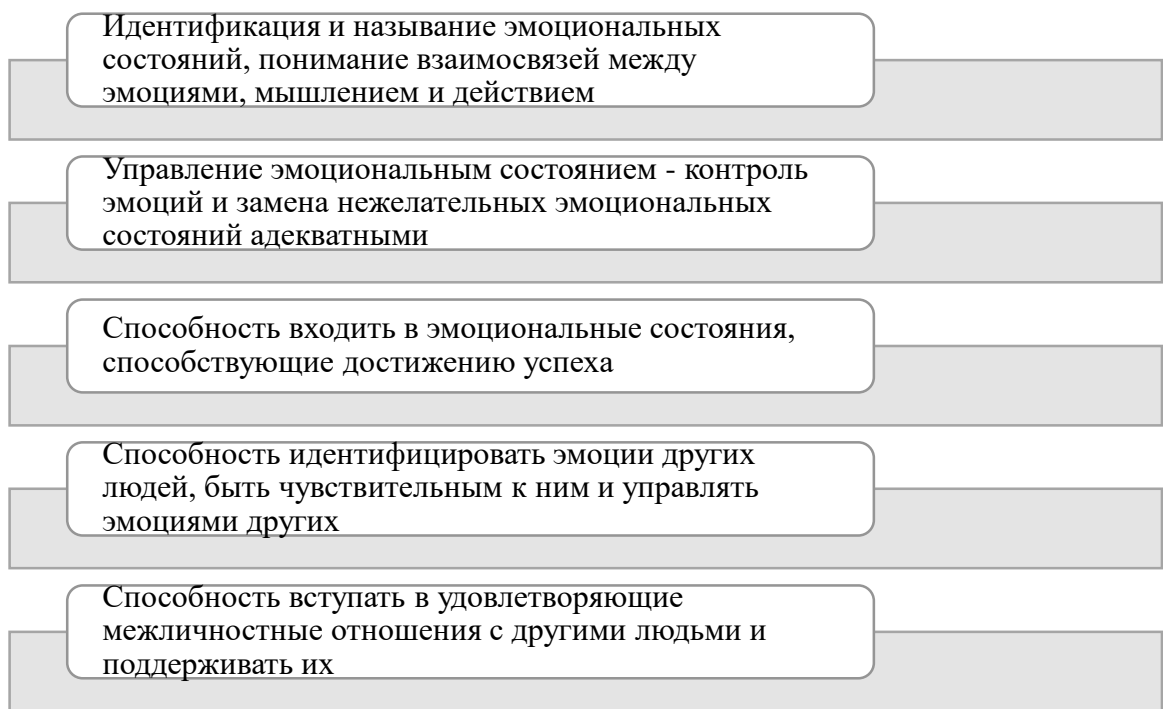 Идентификация и называние эмоциональных
состояний, понимание взаимосвязей между
эмоциями, мышлением и действием
Управление эмоциональным состоянием - контроль
эмоций и замена нежелательных эмоциональных
состояний адекватными
Способность входить в эмоциональные состояния,
способствующие достижению успеха
Способность идентифицировать эмоции других
людей, быть чувствительным к ним и управлять
эмоциями других
Способность вступать в удовлетворяющие
межличностные отношения с другими людьми и
поддерживать их